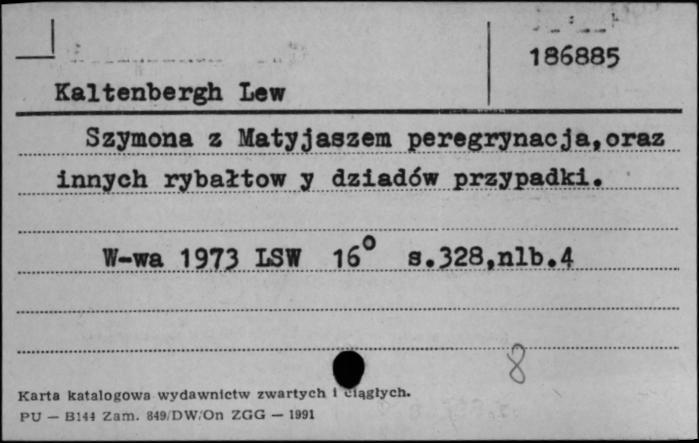 186885
Kaltenbergh Lew
Szymona z Matyjaszem peregrynacja,oraz
innych rybałtow y dziadów przypadki.
W-wa 1973 LSW 16° s.328,nlb.4
8
Karta katalogowa wydawnictw zwartych i ciągłych.
PU — B144 Zam. 849/DW/On ZGG — 1991